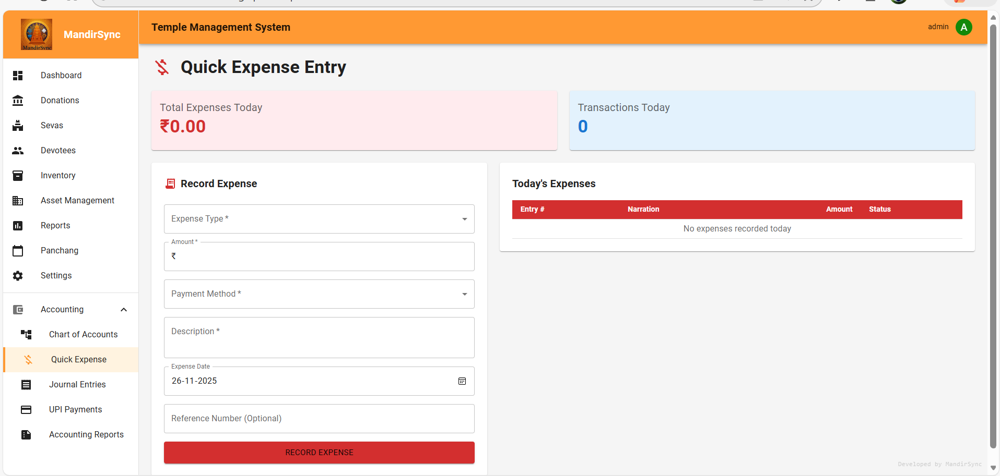 MandirSync
MandirSync
Temple Management System
admin
A
Dashboard
Donations
Sevas
Devotees
Inventory
Asset Management
Reports
Panchang
Settings
Accounting
Chart of Accounts
Quick Expense
Journal Entries
UPI Payments
Accounting Reports
Quick Expense Entry
Total Expenses Today
₹0.00
Transactions Today
0
Record Expense
Expense Type *
Amount *
₹
Payment Method *
Description *
Expense Date
26-11-2025
Reference Number (Optional)
RECORD EXPENSE
Today's Expenses
Entry # Narration Amount Status
No expenses recorded today
Developed by MandirSync